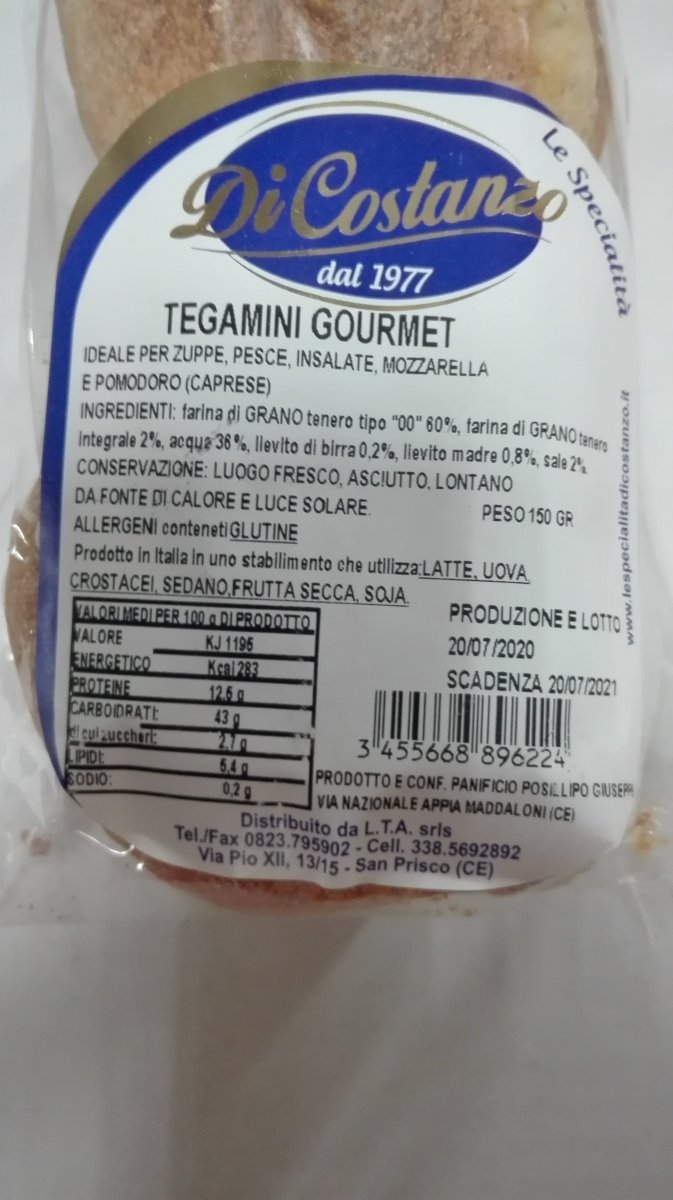 Le Specialità
Di Costanzo
dal 1977
TEGAMINI GOURMET
IDEALE PER ZUPPE, PESCE, INSALATE, MOZZARELLA
E POMODORO (CAPRESE)
INGREDIENTI: farina di GRANO tenero tipo "00" 60%, farina di GRANO tenero
integrale 2%, acqua 36%, lievito di birra 0,2%, lievito madre 0,8%, sale 2%
CONSERVAZIONE: LUOGO FRESCO, ASCIUTTO, LONTANO
DA FONTE DI CALORE E LUCE SOLARE.
PESO 150 GR
ALLERGENI conteneti GLUTINE
Prodotto in Italia in uno stabilimento che utilizza: LATTE, UOVA,
CROSTACEI, SEDANO, FRUTTA SECCA, SOJA.
VALORI MEDI PER 100 g DI PRODOTTO
VALORE KJ 1195
ENERGETICO Kcal 283
PROTEINE 12,6 g
CARBOIDRATI: 43 g
di cui zuccheri: 2,7 g
LIPIDI: 5,4 g
SODIO: 0,2 g
PRODUZIONE E LOTTO
20/07/2020
SCADENZA 20/07/2021
3 455668 896224
PRODOTTO E CONF. PANIFICIO POSILLIPO GIUSEPPE
VIA NAZIONALE APPIA MADDALONI (CE)
Distribuito da L.T.A. srls
Tel./Fax 0823.795902 - Cell. 338.5692892
Via Pio XII, 13/15 - San Prisco (CE)
www.lespecialitadicostanzo.it